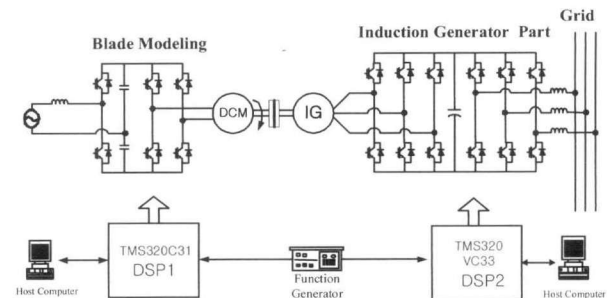 Grid
Blade Modeling
Induction Generator Part
DCM
IG
TMS320C31
DSP1
TMS320
VC33
DSP2
Function
Generator
Host Computer
Host Computer